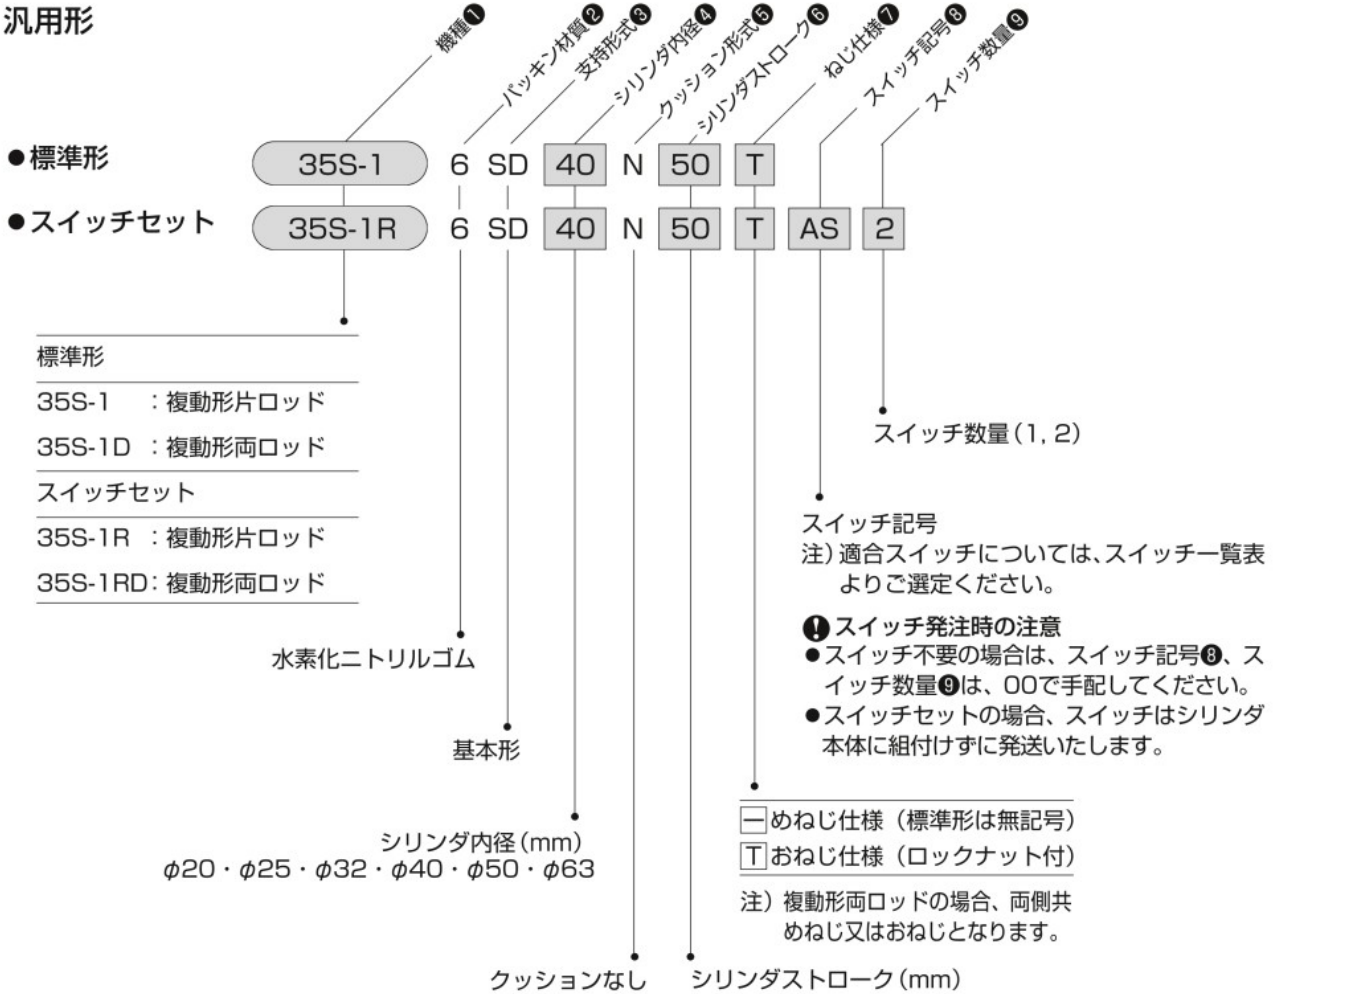 汎用形
機種❶
パッキン材質❷
支持形式❸
シリンダ内径❹
クッション形式❺
シリンダストローク❻
ねじ仕様❼
スイッチ記号❽
スイッチ数量❾
●標準形 35S-1 6 SD 40 N 50 T
●スイッチセット 35S-1R 6 SD 40 N 50 T AS 2
標準形
35S-1 : 複動形片ロッド
35S-1D : 複動形両ロッド
スイッチセット
35S-1R : 複動形片ロッド
35S-1RD : 複動形両ロッド
水素化ニトリルゴム
基本形
シリンダ内径(mm)
φ20・φ25・φ32・φ40・φ50・φ63
クッションなし
シリンダストローク(mm)
一めねじ仕様(標準形は無記号)
Tおねじ仕様(ロックナット付)
注) 複動形両ロッドの場合、両側共
めねじ又はおねじとなります。
スイッチ記号
注)適合スイッチについては、スイッチ一覧表
よりご選定ください。
スイッチ発注時の注意
●スイッチ不要の場合は、スイッチ記号❽、ス
イッチ数量❾は、00で手配してください。
●スイッチセットの場合、スイッチはシリンダ
本体に組付けずに発送いたします。
スイッチ数量(1, 2)